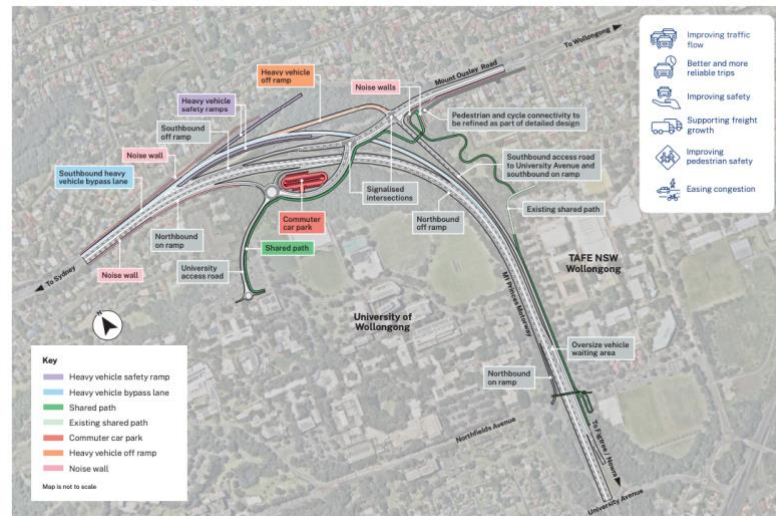 To Wollongong
Mount Ousley Road
Heavy vehicle
off ramp
Noise walls
Heavy vehicle
safety ramps
Pedestrian and cycle connectivity to
be refined as part of detailed design
Southbound
off ramp
Noise wall
Southbound heavy
vehicle bypass lane
Southbound access road
to University Avenue and
southbound on ramp
Signalised
intersections
Northbound
off ramp
Existing shared path
Commuter
car park
Northbound
on ramp
Shared path
Noise wall
To Sydney
University
access road
TAFE NSW
Wollongong
University of
Wollongong
M1 Princes Motorway
Oversize vehicle
waiting area
Northbound
on ramp
Northfields Avenue
To Figtree / Nowra
University Avenue
N
Improving traffic
flow
Better and more
reliable trips
Improving safety
Supporting freight
growth
Improving
pedestrian safety
Easing congestion
Key
Heavy vehicle safety ramp
Heavy vehicle bypass lane
Shared path
Existing shared path
Commuter car park
Heavy vehicle off ramp
Noise wall
Map is not to scale